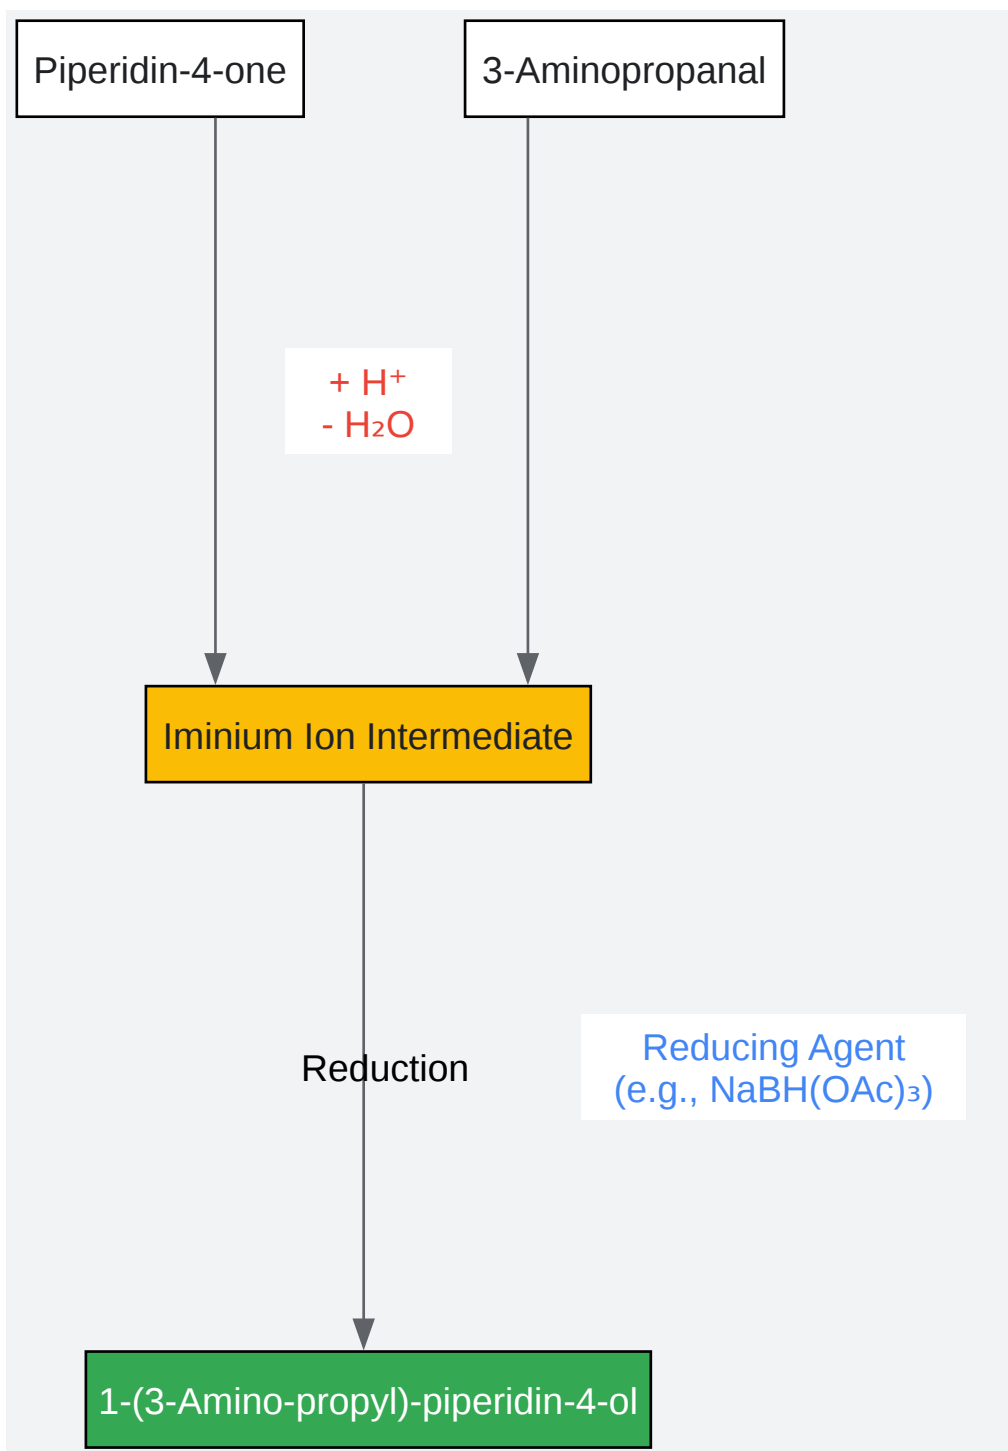 Piperidin-4-one
3-Aminopropanal
+ H⁺
- H₂O
Iminium Ion Intermediate
Reduction
Reducing Agent
(e.g., NaBH(OAc)₃)
1-(3-Amino-propyl)-piperidin-4-ol